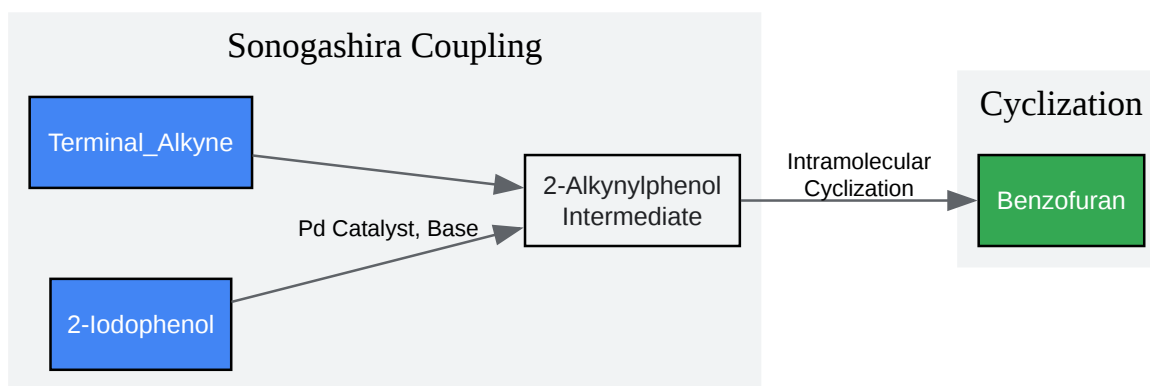 Sonogashira Coupling
Terminal_Alkyne
Pd Catalyst, Base
2-Iodophenol
2-Alkynylphenol
Intermediate
Intramolecular
Cyclization
Cyclization
Benzofuran